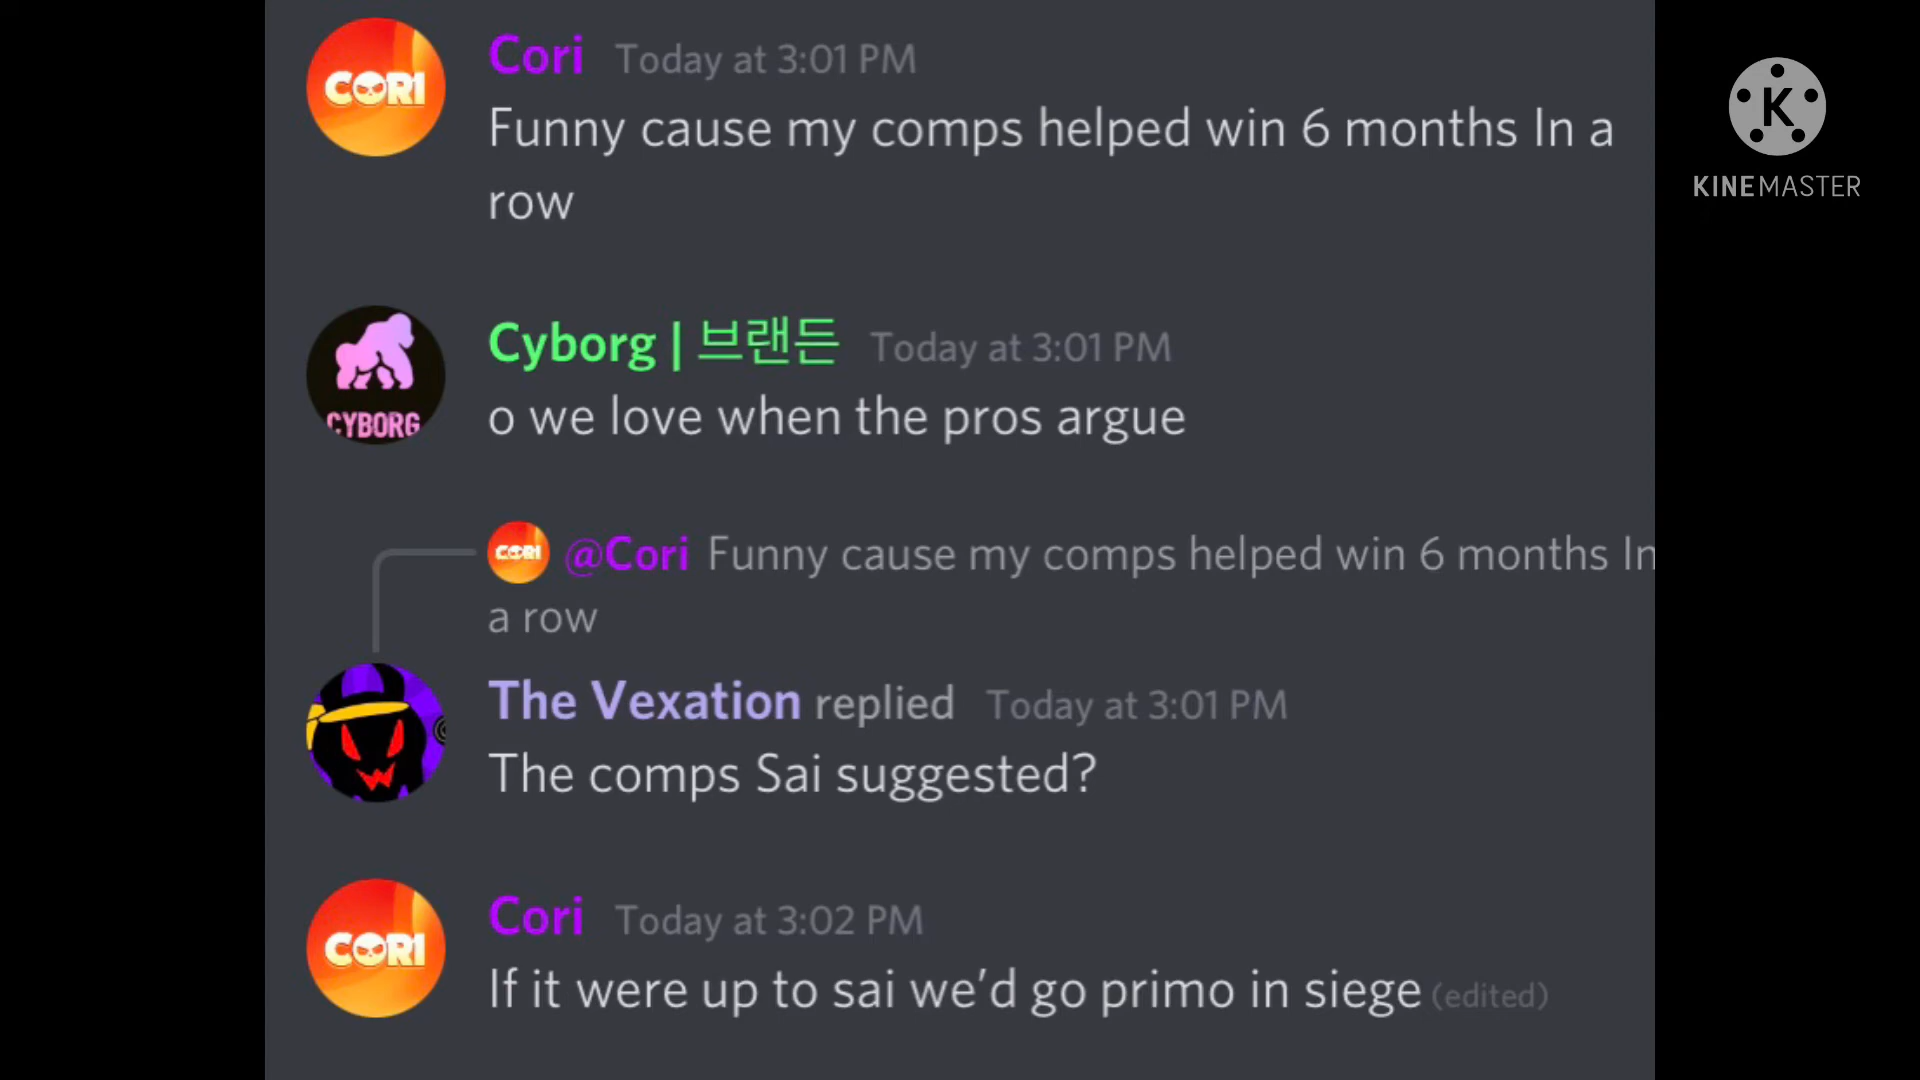 CORI
Cori Today at 3:01 PM
Funny cause my comps helped win 6 months In a
row
K
KINEMASTER
CYBORG
Cyborg | 브랜든 Today at 3:01 PM
o we love when the pros argue
CORI
@Cori Funny cause my comps helped win 6 months In
a row
The Vexation replied Today at 3:01 PM
The comps Sai suggested?
CORI
Cori Today at 3:02 PM
If it were up to sai we’d go primo in siege (edited)